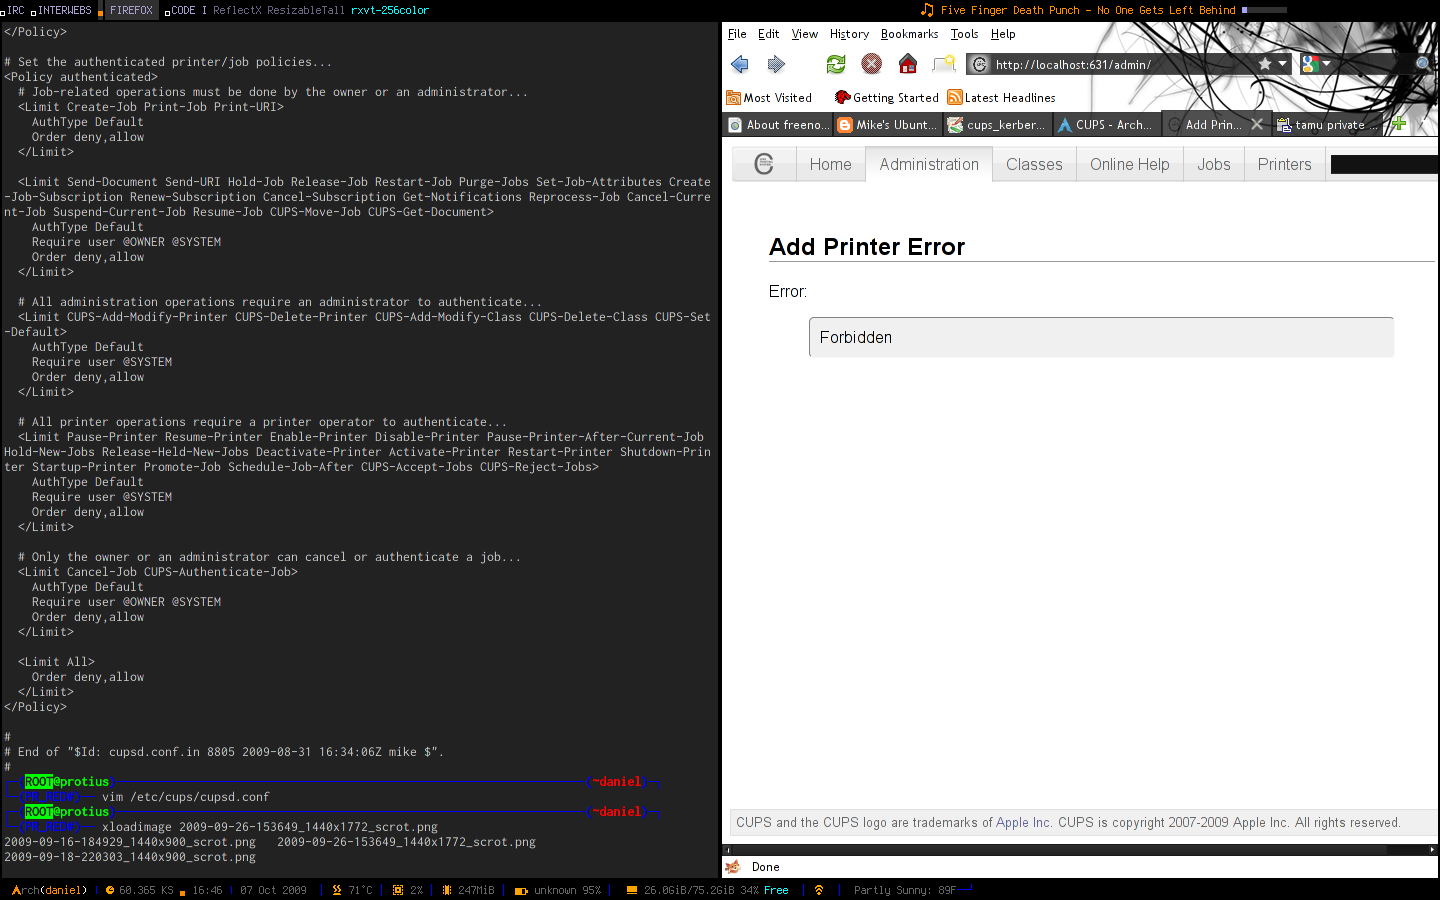 IRC INTERWEBS FIREFOX CODE I ReflectX ResizableTall rxvt-256color
Five Finger Death Punch - No One Gets Left Behind
</Policy>
# Set the authenticated printer/job policies...
<Policy authenticated>
# Job-related operations must be done by the owner or an administrator...
<Limit Create-Job Print-Job Print-URI>
AuthType Default
Order deny,allow
</Limit>
<Limit Send-Document Send-URI Hold-Job Release-Job Restart-Job Purge-Jobs Set-Job-Attributes Create
-Job-Subscription Renew-Subscription Cancel-Subscription Get-Notifications Reprocess-Job Cancel-Curre
nt-Job Suspend-Current-Job Resume-Job CUPS-Move-Job CUPS-Get-Document>
AuthType Default
Require user @OWNER @SYSTEM
Order deny,allow
</Limit>
# All administration operations require an administrator to authenticate...
<Limit CUPS-Add-Modify-Printer CUPS-Delete-Printer CUPS-Add-Modify-Class CUPS-Delete-Class CUPS-Set
-Default>
AuthType Default
Require user @SYSTEM
Order deny,allow
</Limit>
# All printer operations require a printer operator to authenticate...
<Limit Pause-Printer Resume-Printer Enable-Printer Disable-Printer Pause-Printer-After-Current-Job
Hold-New-Jobs Release-Held-New-Jobs Deactivate-Printer Activate-Printer Restart-Printer Shutdown-Prin
ter Startup-Printer Promote-Job Schedule-Job-After CUPS-Accept-Jobs CUPS-Reject-Jobs>
AuthType Default
Require user @SYSTEM
Order deny,allow
</Limit>
# Only the owner or an administrator can cancel or authenticate a job...
<Limit Cancel-Job CUPS-Authenticate-Job>
AuthType Default
Require user @OWNER @SYSTEM
Order deny,allow
</Limit>
<Limit All>
Order deny,allow
</Limit>
</Policy>
#
# End of "$Id: cupsd.conf.in 8805 2009-08-31 16:34:06Z mike $".
#
(ROOT@protius) (~daniel)
vim /etc/cups/cupsd.conf
(ROOT@protius) (~daniel)
xloadimage 2009-09-26-153649_1440x1772_scrot.png
2009-09-16-184929_1440x900_scrot.png 2009-09-26-153649_1440x1772_scrot.png
2009-09-18-220303_1440x900_scrot.png
File Edit View History Bookmarks Tools Help
http://localhost:631/admin/
Most Visited Getting Started Latest Headlines
About freeno... Mike's Ubunt... cups_kerber... CUPS - Arch... Add Prin... tamu private ...
Home Administration Classes Online Help Jobs Printers
Add Printer Error
Error:
Forbidden
CUPS and the CUPS logo are trademarks of Apple Inc. CUPS is copyright 2007-2009 Apple Inc. All rights reserved.
Done
Arch(daniel) 60.365 KS 16:46 07 Oct 2009 71°C 2% 247MiB unknown 95% 26.0GiB/75.2GiB 34% Free Partly Sunny: 89F